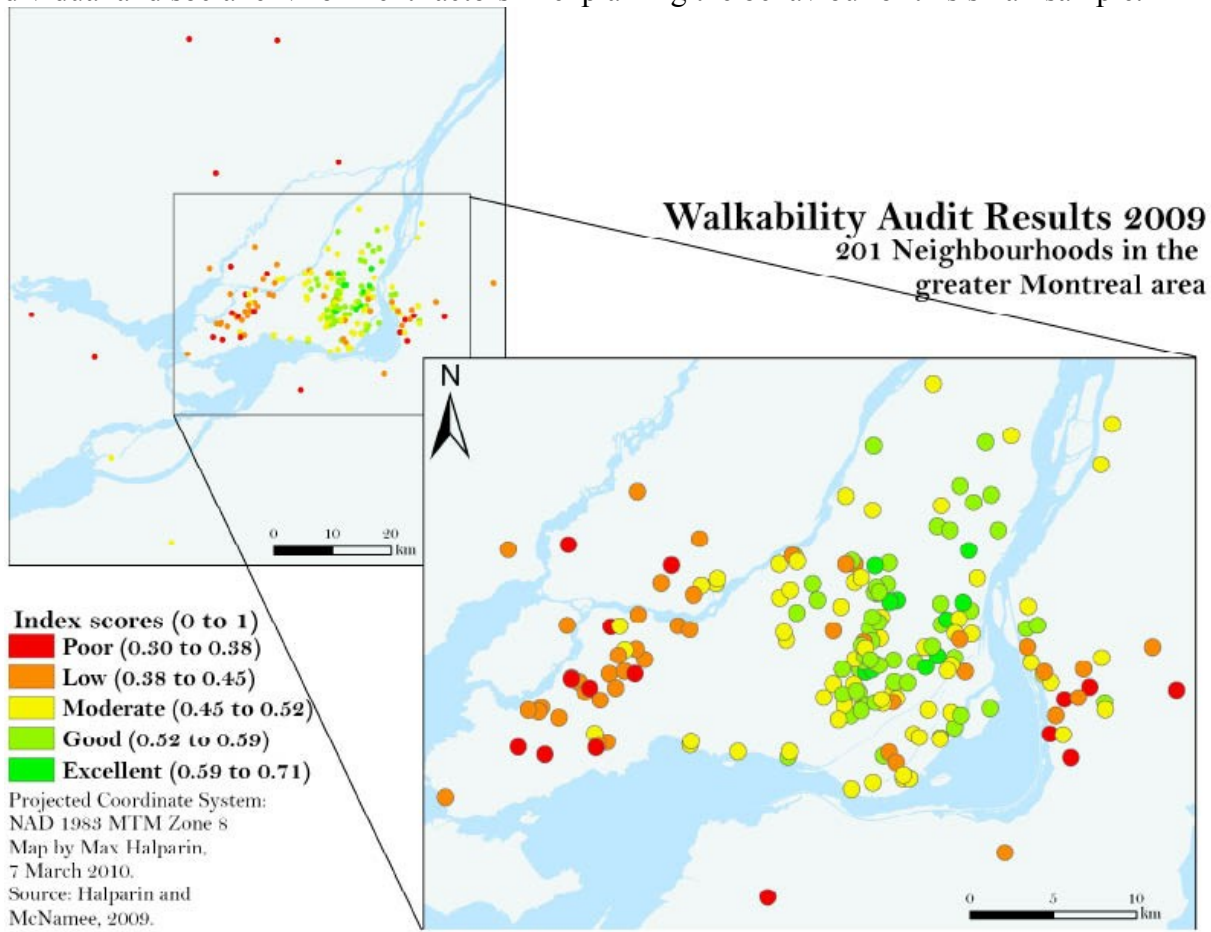 Walkability Audit Results 2009
201 Neighbourhoods in the
greater Montreal area
0 10 20
km
N
Index scores (0 to 1)
Poor (0.30 to 0.38)
Low (0.38 to 0.45)
Moderate (0.45 to 0.52)
Good (0.52 to 0.59)
Excellent (0.59 to 0.71)
Projected Coordinate System:
NAD 1983 MTM Zone 8
Map by Max Halparin,
7 March 2010.
Source: Halparin and
McNamee, 2009.
0 5 10
km